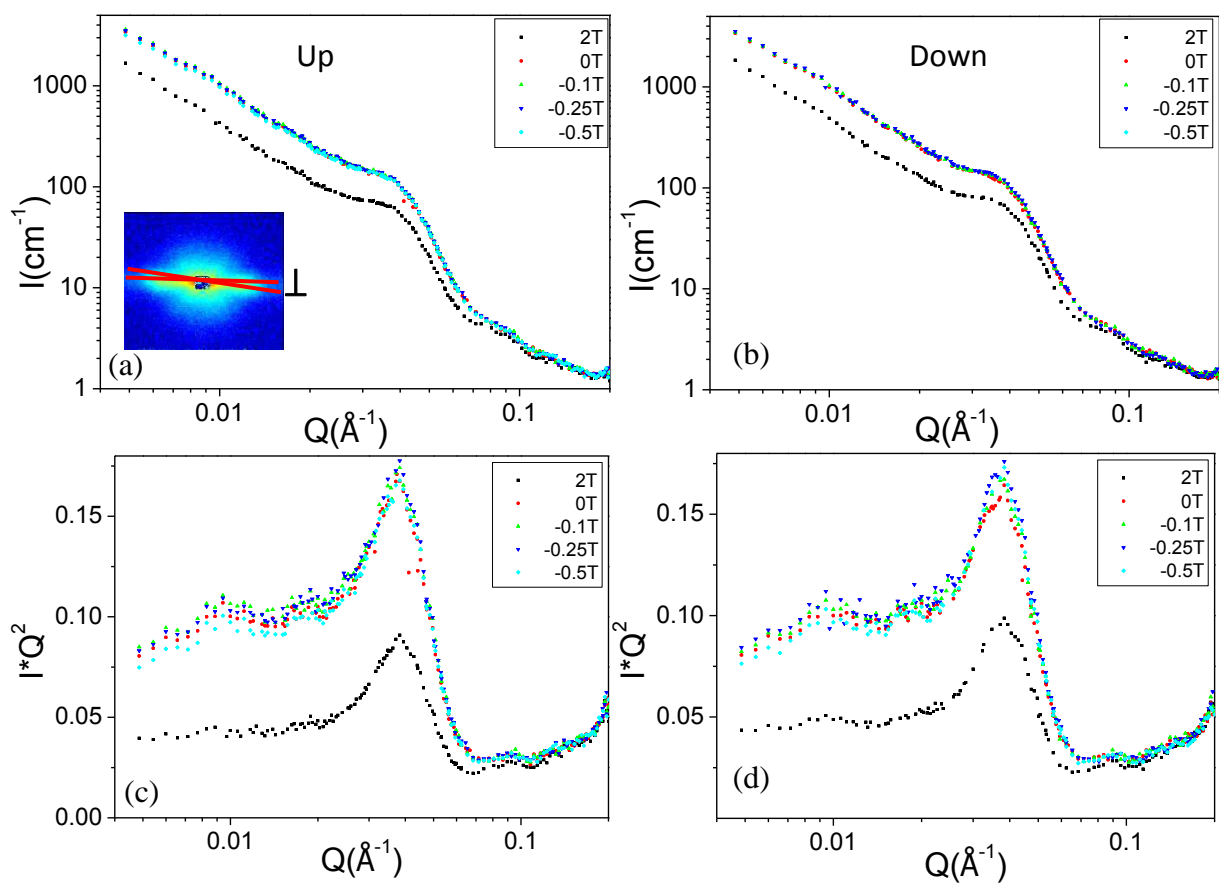 Up
2T
0T
-0.1T
-0.25T
-0.5T
1000
100
10
1
I(cm⁻¹)
⊥
(a)
0.01
0.1
Q(Å⁻¹)
Down
2T
0T
-0.1T
-0.25T
-0.5T
1000
100
10
1
I(cm⁻¹)
(b)
0.01
0.1
Q(Å⁻¹)
2T
0T
-0.1T
-0.25T
-0.5T
0.15
0.10
0.05
0.00
I*Q²
(c)
0.01
0.1
Q(Å⁻¹)
2T
0T
-0.1T
-0.25T
-0.5T
0.15
0.10
0.05
I*Q²
(d)
0.01
0.1
Q(Å⁻¹)